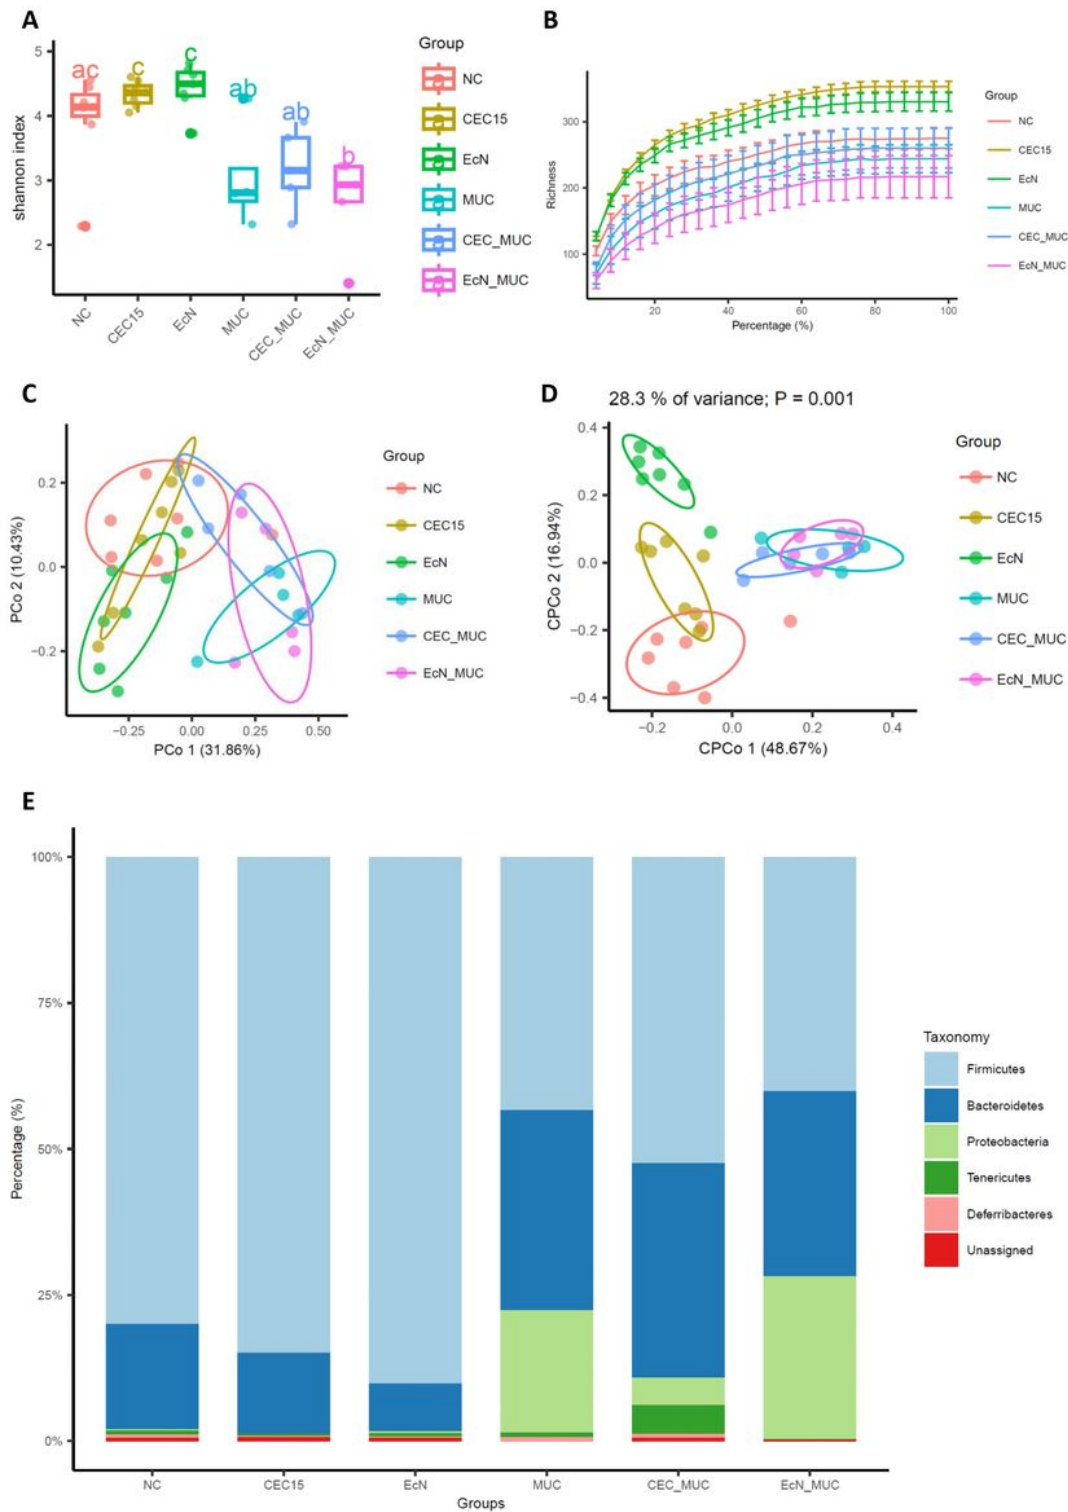 A
shannon index
5
4
3
2
ac
c
c
ab
ab
b
NC
CEC15
EcN
MUC
CEC_MUC
EcN_MUC
Group
NC
CEC15
EcN
MUC
CEC_MUC
EcN_MUC
B
Richness
300
200
100
20
40
60
80
100
Percentage (%)
Group
NC
CEC15
EcN
MUC
CEC_MUC
EcN_MUC
C
PCo 2 (10.43%)
0.2
0.0
−0.2
−0.25
0.00
0.25
0.50
PCo 1 (31.86%)
Group
NC
CEC15
EcN
MUC
CEC_MUC
EcN_MUC
D
28.3 % of variance; P = 0.001
CPCo 2 (16.94%)
0.4
0.2
0.0
−0.2
−0.4
−0.2
0.0
0.2
0.4
CPCo 1 (48.67%)
Group
NC
CEC15
EcN
MUC
CEC_MUC
EcN_MUC
E
Percentage (%)
100%
75%
50%
25%
0%
NC
CEC15
EcN
MUC
CEC_MUC
EcN_MUC
Groups
Taxonomy
Firmicutes
Bacteroidetes
Proteobacteria
Tenericutes
Deferribacteres
Unassigned